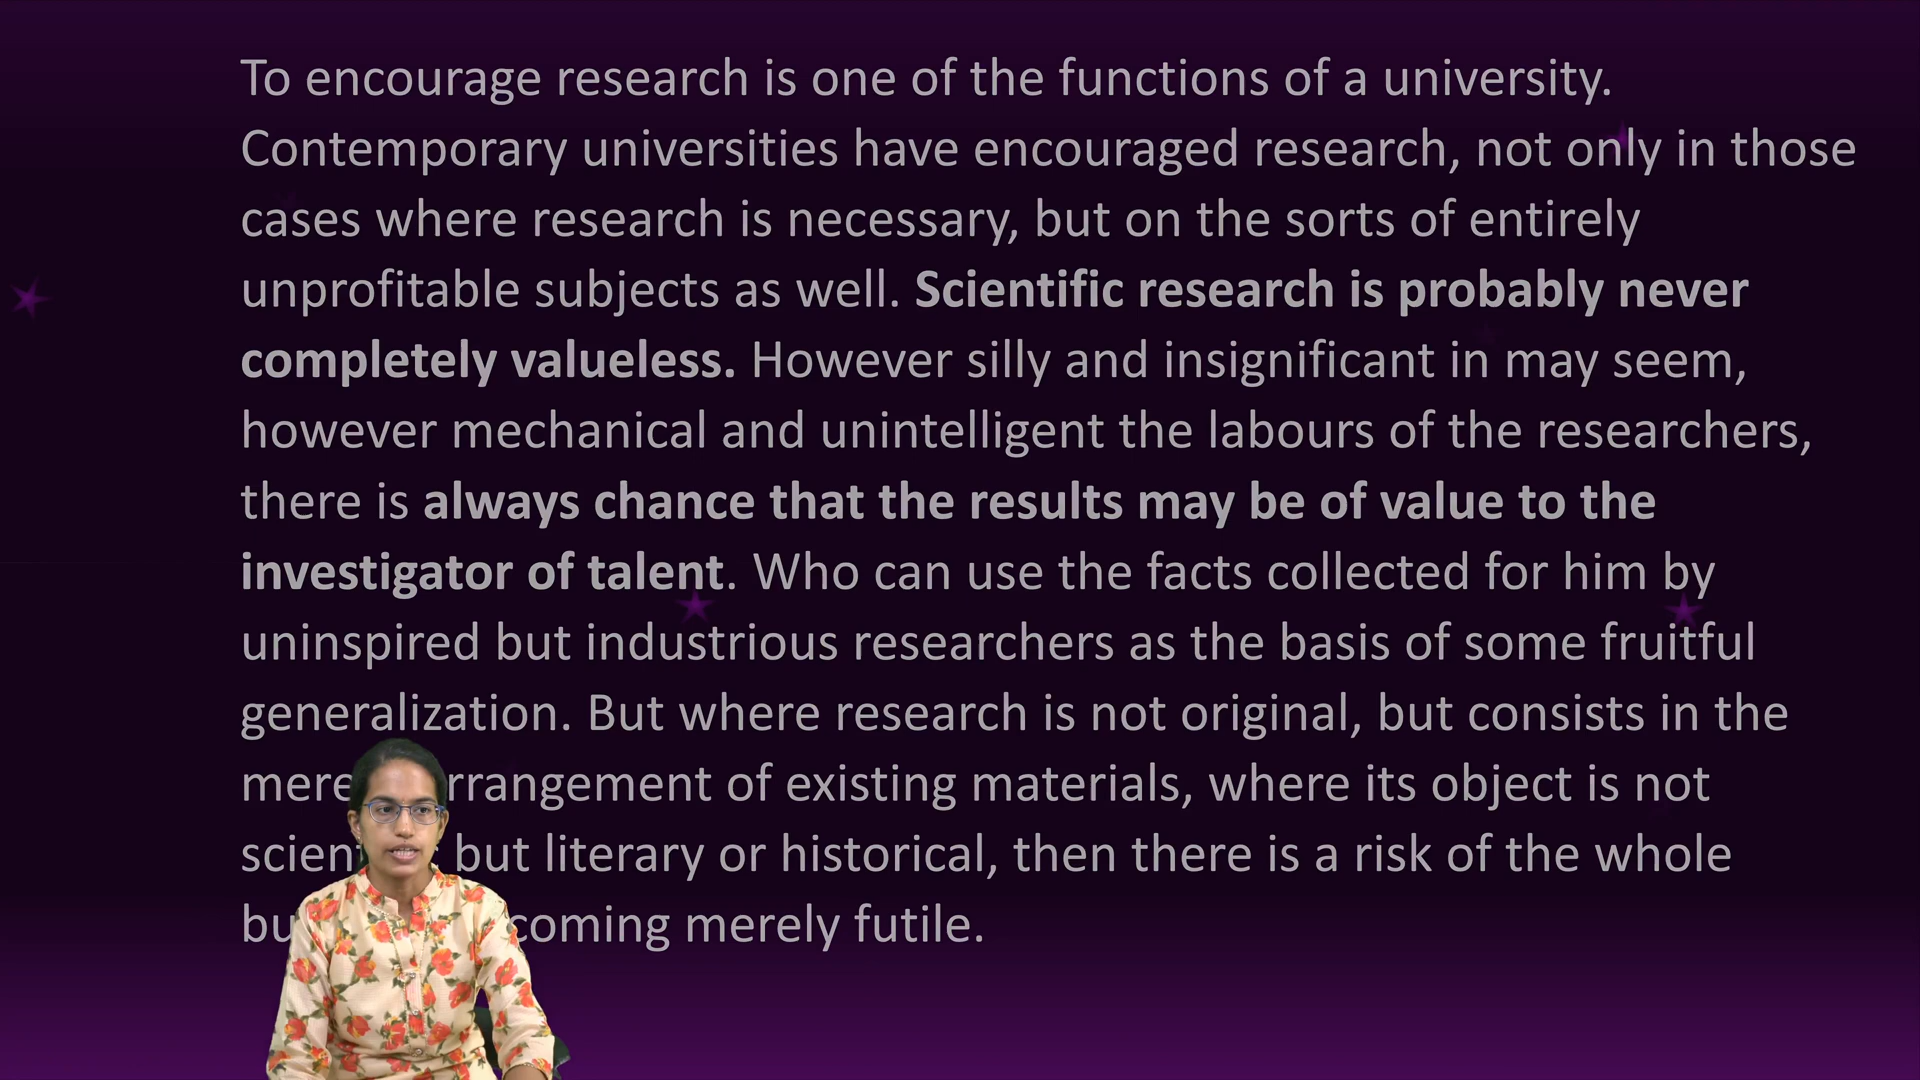 To encourage research is one of the functions of a university.
Contemporary universities have encouraged research, not only in those
cases where research is necessary, but on the sorts of entirely
unprofitable subjects as well. Scientific research is probably never
completely valueless. However silly and insignificant in may seem,
however mechanical and unintelligent the labours of the researchers,
there is always chance that the results may be of value to the
investigator of talent. Who can use the facts collected for him by
uninspired but industrious researchers as the basis of some fruitful
generalization. But where research is not original, but consists in the
mere rrangement of existing materials, where its object is not
scien but literary or historical, then there is a risk of the whole
bu coming merely futile.